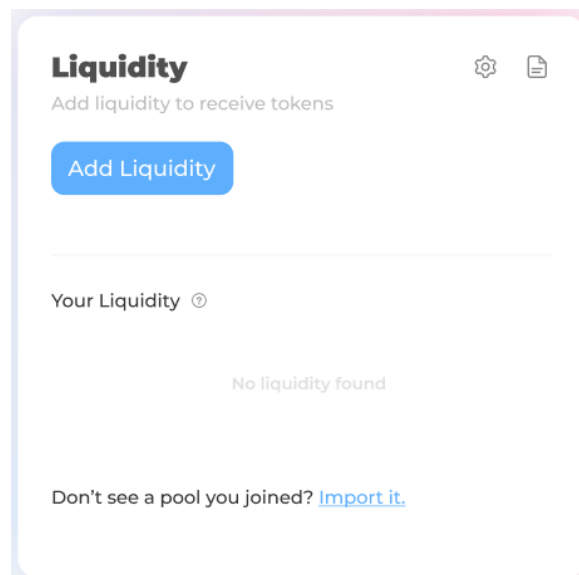 Liquidity
Add liquidity to receive tokens
Add Liquidity
Your Liquidity ?
No liquidity found
Don’t see a pool you joined? Import it.